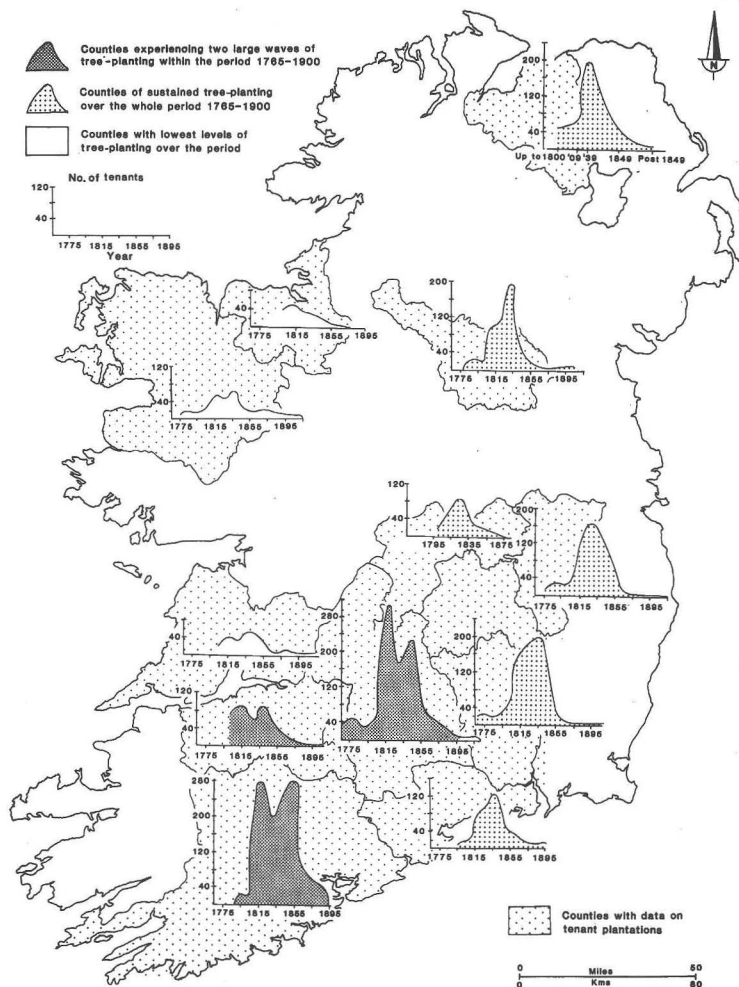 Counties experiencing two large waves of
tree-planting within the period 1765-1900
Counties of sustained tree-planting
over the whole period 1765-1900
Counties with lowest levels of
tree-planting over the period
No. of tenants
120
40
1775 1815 1855 1895
Year
N
200
120
40
Up to 1800 '09 '39 1849 Post 1849
40
1775 1815 1855 1895
200
120
40
1775 1815 1855 1895
120
40
1775 1815 1855 1895
120
40
1795 1835 1875
200
120
40
1775 1815 1855 1895
40
1775 1815 1855 1895
280
200
120
40
1775 1815 1855 1895
200
120
40
1775 1815 1855 1895
120
40
1775 1815 1855 1895
280
200
120
40
1775 1815 1855 1895
120
40
1775 1815 1855 1895
Counties with data on
tenant plantations
0 Miles 50
0 Kms 80